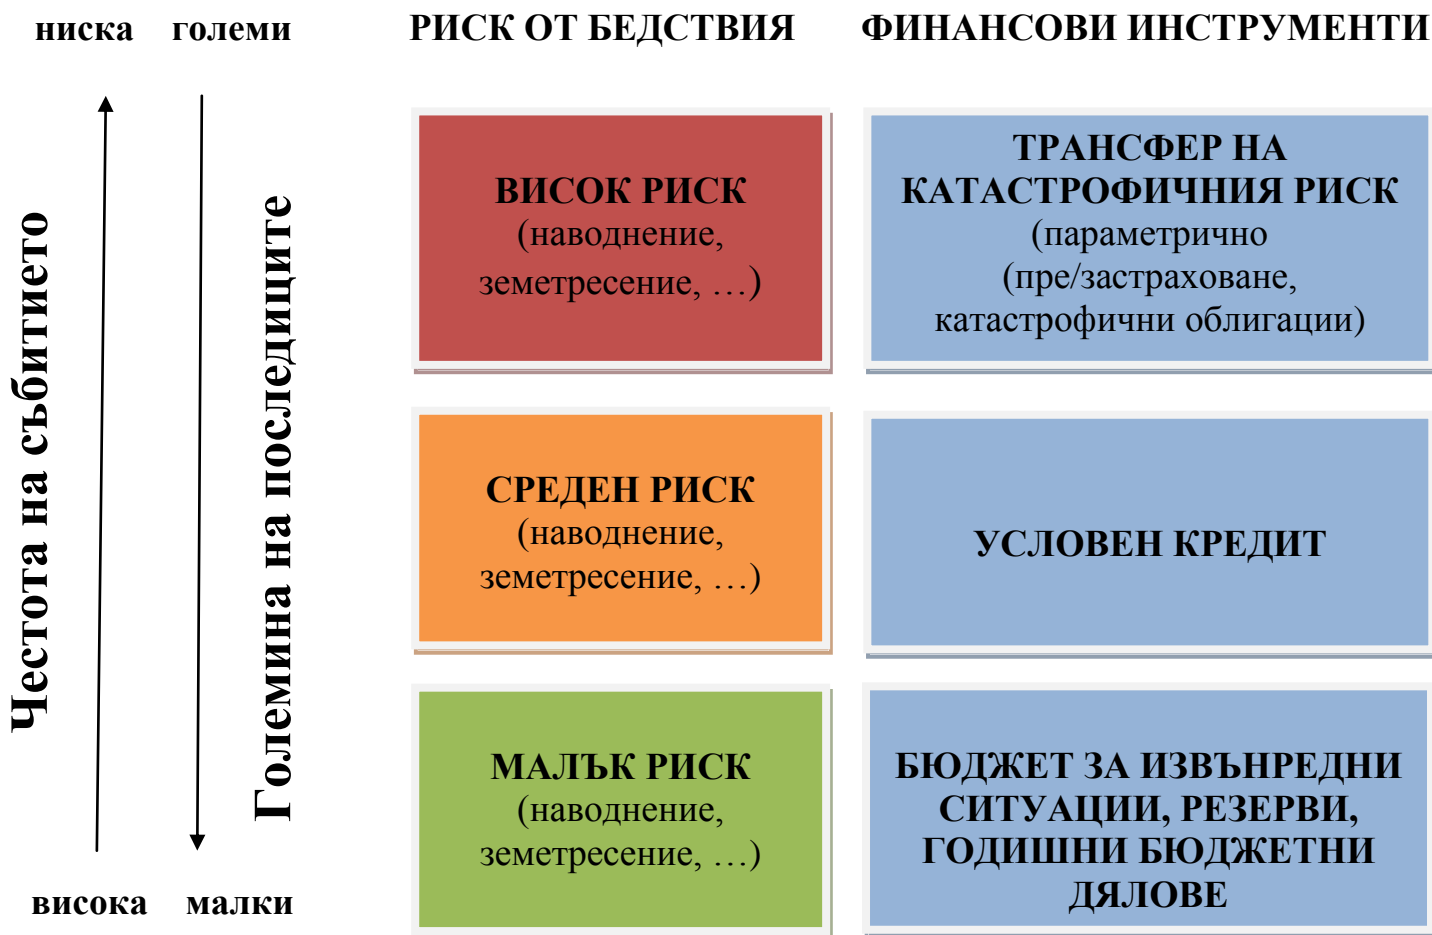 ниска големи РИСК ОТ БЕДСТВИЯ ФИНАНСОВИ ИНСТРУМЕНТИ
Честота на събитието
Големина на последиците
ВИСОК РИСК
(наводнение,
земетресение, …)
ТРАНСФЕР НА
КАТАСТРОФИЧНИЯ РИСК
(параметрично
(пре/застраховане,
катастрофични облигации)
СРЕДЕН РИСК
(наводнение,
земетресение, …)
УСЛОВЕН КРЕДИТ
МАЛЪК РИСК
(наводнение,
земетресение, …)
БЮДЖЕТ ЗА ИЗВЪНРЕДНИ
СИТУАЦИИ, РЕЗЕРВИ,
ГОДИШНИ БЮДЖЕТНИ
ДЯЛОВЕ
висока малки